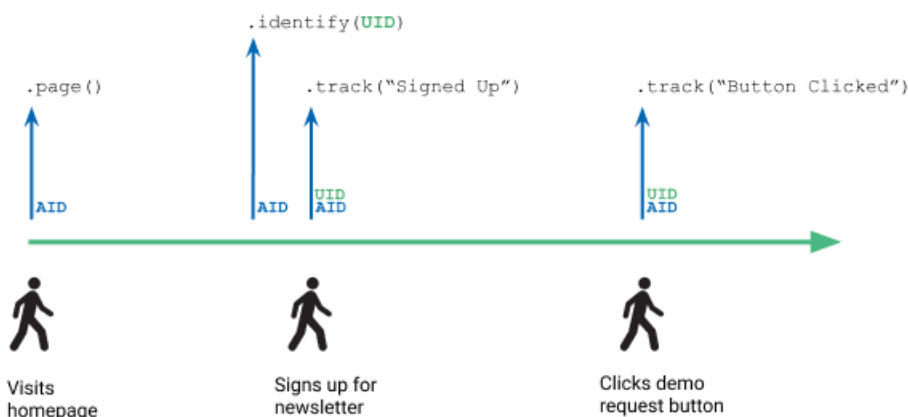 .identify(UID)
.page()
.track(“Signed Up”)
.track(“Button Clicked”)
AID
AID
UID
AID
UID
AID
Visits
homepage
Signs up for
newsletter
Clicks demo
request button